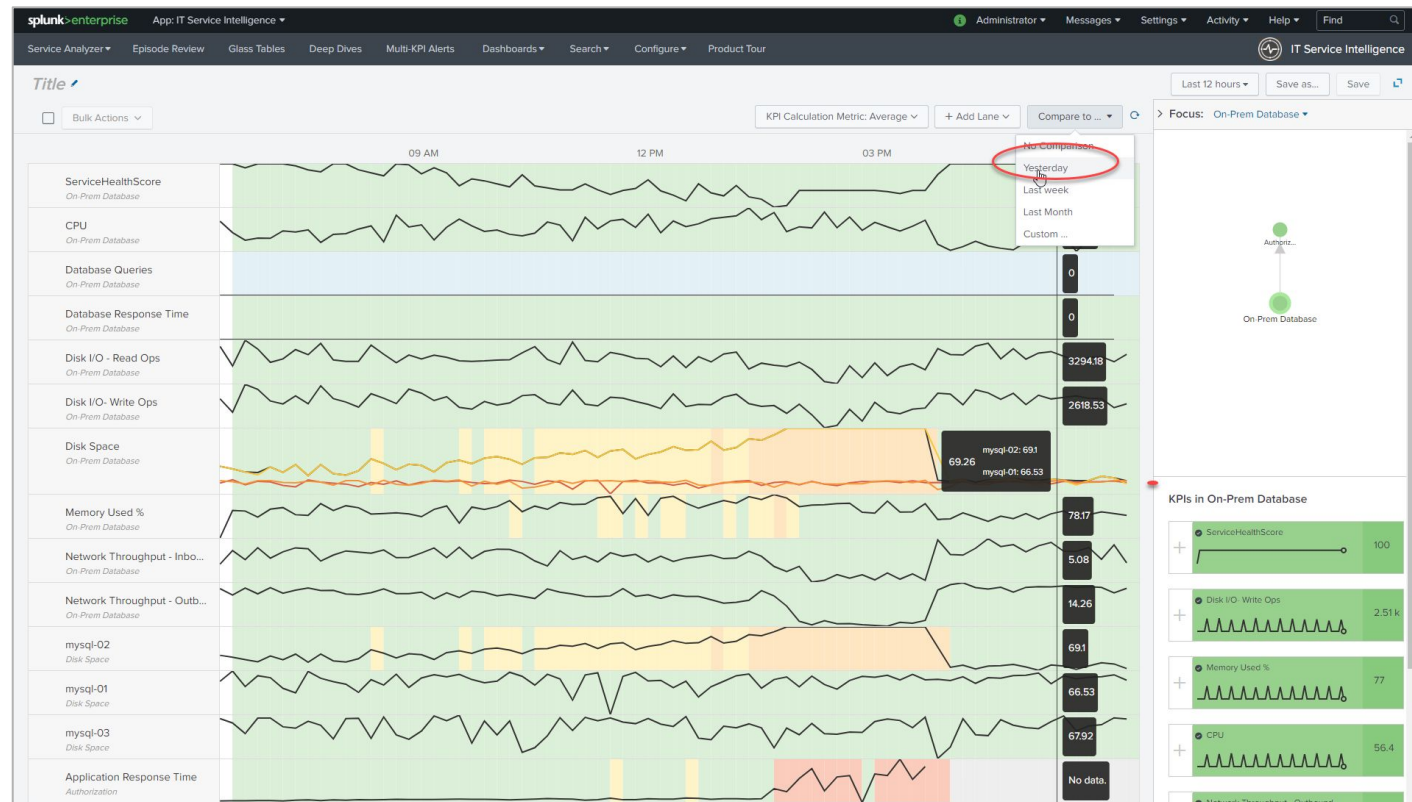 splunk>enterprise App: IT Service Intelligence Administrator Messages Settings Activity Help Find
Service Analyzer Episode Review Glass Tables Deep Dives Multi-KPI Alerts Dashboards Search Configure Product Tour IT Service Intelligence
Title Last 12 hours Save as... Save
Bulk Actions KPI Calculation Metric: Average + Add Lane Compare to ... Focus: On-Prem Database
No Comparison
Yesterday
Last week
Last Month
Custom ...
09 AM 12 PM 03 PM
ServiceHealthScore
On-Prem Database
CPU
On-Prem Database
Database Queries
On-Prem Database
0
Database Response Time
On-Prem Database
0
Disk I/O - Read Ops
On-Prem Database
3294.18
Disk I/O- Write Ops
On-Prem Database
2618.53
Disk Space
On-Prem Database
69.26 mysql-02: 69.1
mysql-01: 66.53
Memory Used %
On-Prem Database
78.17
Network Throughput - Inbo...
On-Prem Database
5.08
Network Throughput - Outb...
On-Prem Database
14.26
mysql-02
Disk Space
69.1
mysql-01
Disk Space
66.53
mysql-03
Disk Space
67.92
Application Response Time
Authorization
No data.
Authoriz...
On-Prem Database
KPIs in On-Prem Database
ServiceHealthScore
100
Disk I/O- Write Ops
2.51 k
Memory Used %
77
CPU
56.4
Network Throughput - Outbound